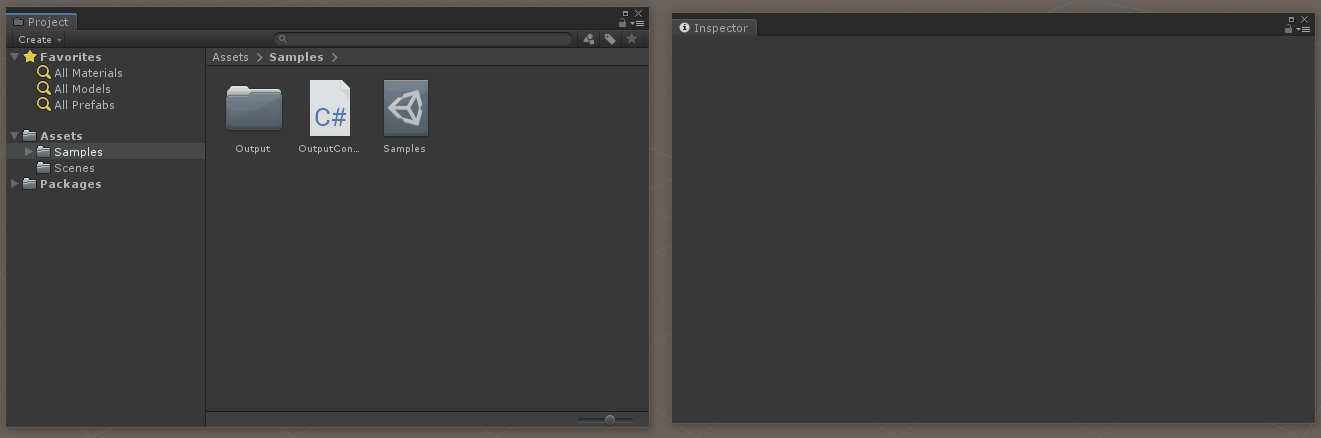 Project
Create
Favorites
All Materials
All Models
All Prefabs
Assets
Samples
Scenes
Packages
Assets > Samples >
C#
Output
OutputCon...
Samples
Inspector